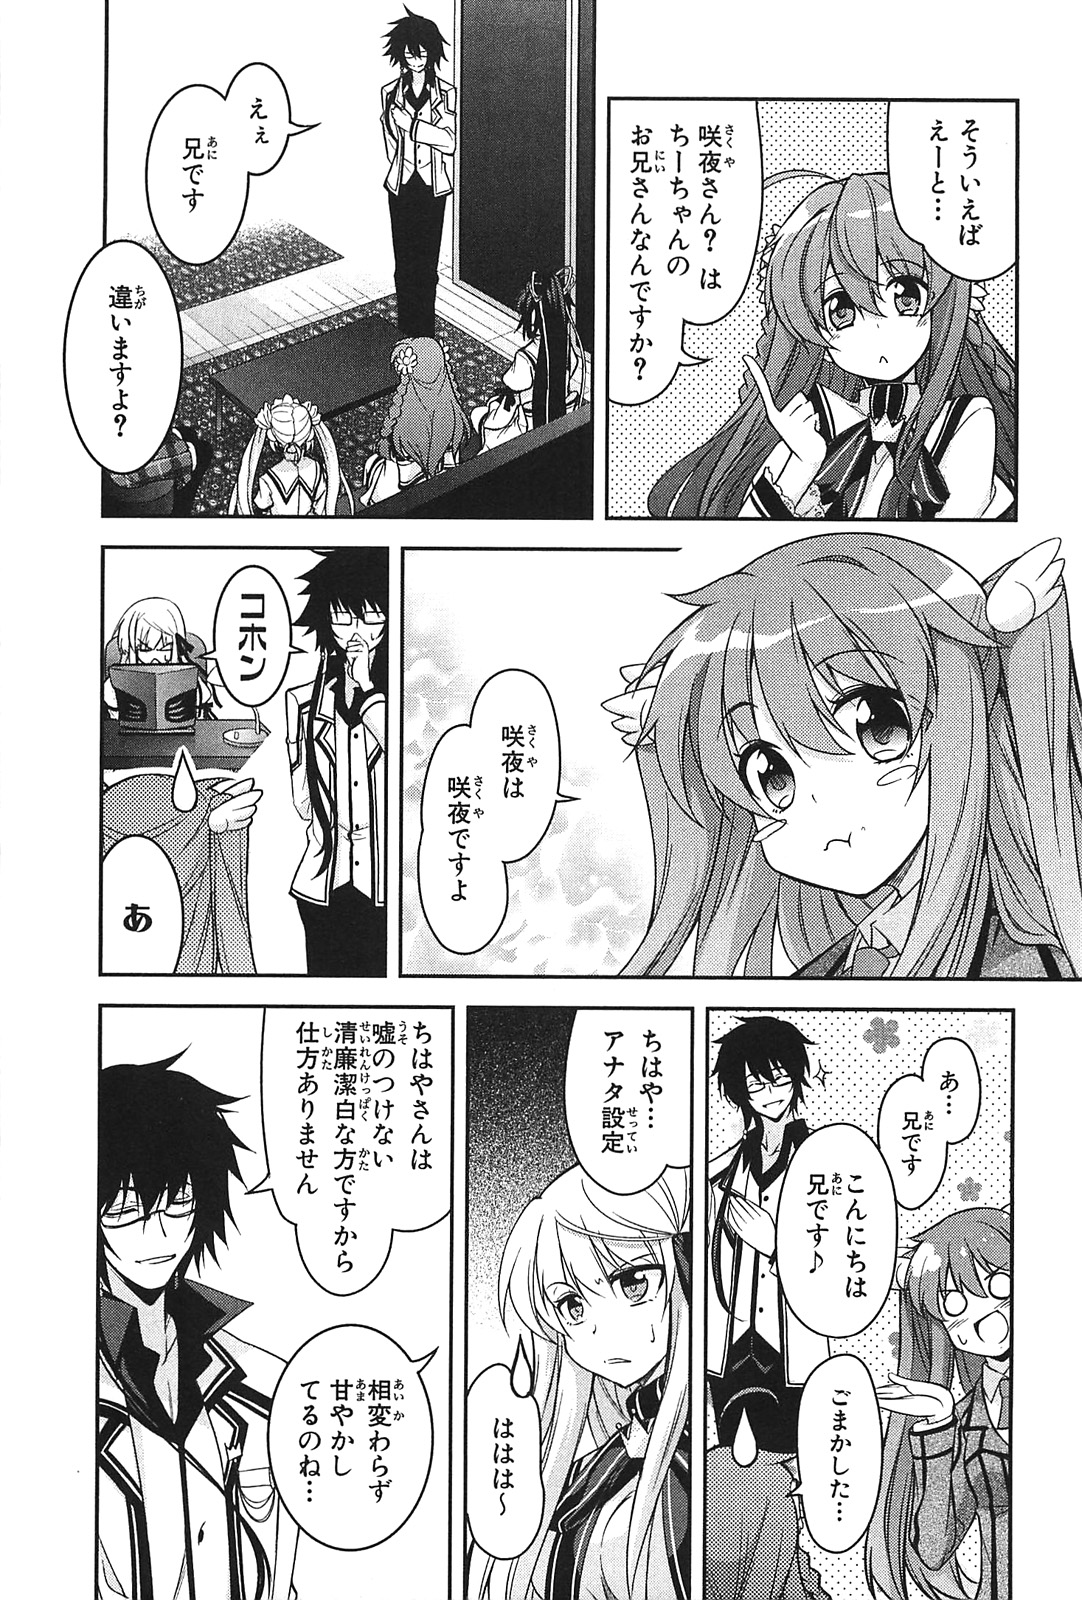 そういえば
えーと…
咲夜さん？は
ちーちゃんの
お兄さんなんですか？
ええ
兄です
違いますよ？
咲夜は
咲夜ですよ
コホン
あ
あ…
兄です
こんにちは
兄です♪
ごまかした…
ちはや…
アナタ設定
ははは～
ちはやさんは
嘘のつけない
清廉潔白な方ですから
仕方ありません
相変わらず
甘やかし
てるのね…